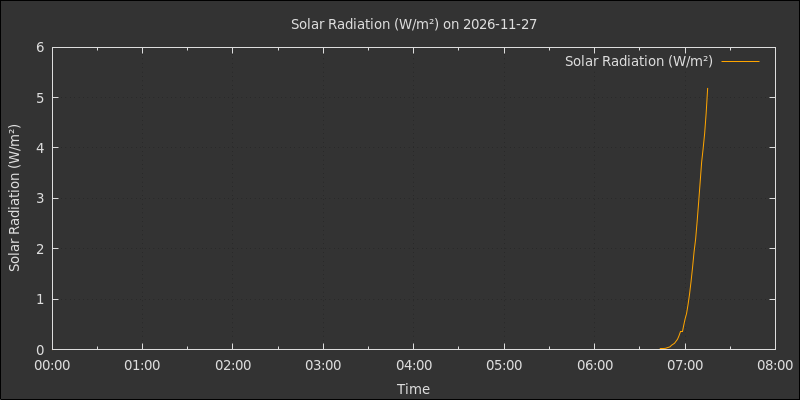 Solar Radiation (W/m²) on 2026-11-27
Solar Radiation (W/m²)
Solar Radiation (W/m²)
6
5
4
3
2
1
0
00:00 01:00 02:00 03:00 04:00 05:00 06:00 07:00 08:00
Time